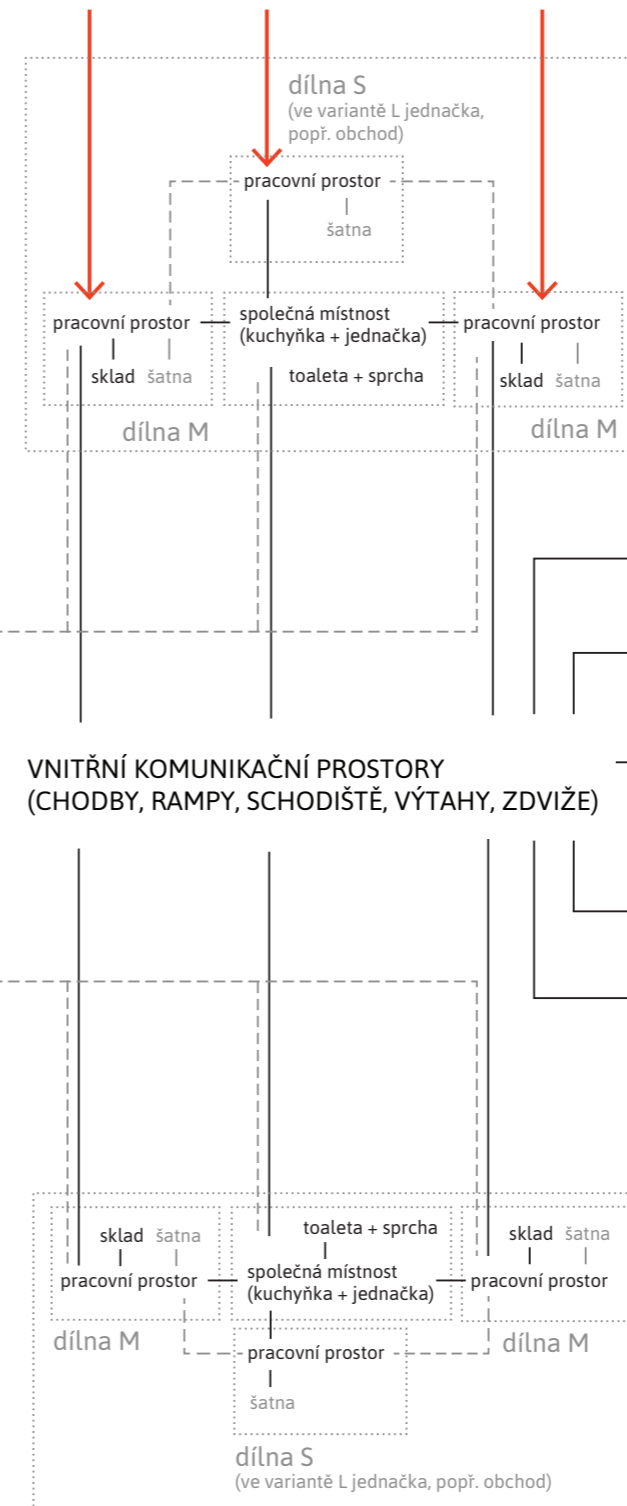 dílna S
(ve variantě L jednačka,
popř. obchod)
pracovní prostor
šatna
pracovní prostor
sklad šatna
dílna M
společná místnost
(kuchyňka + jednačka)
toaleta + sprcha
pracovní prostor
sklad šatna
dílna M
VNITŘNÍ KOMUNIKAČNÍ PROSTORY
(CHODBY, RAMPY, SCHODIŠTĚ, VÝTAHY, ZDVIŽE)
sklad šatna
pracovní prostor
dílna M
toaleta + sprcha
společná místnost
(kuchyňka + jednačka)
sklad šatna
pracovní prostor
dílna M
pracovní prostor
šatna
dílna S
(ve variantě L jednačka, popř. obchod)